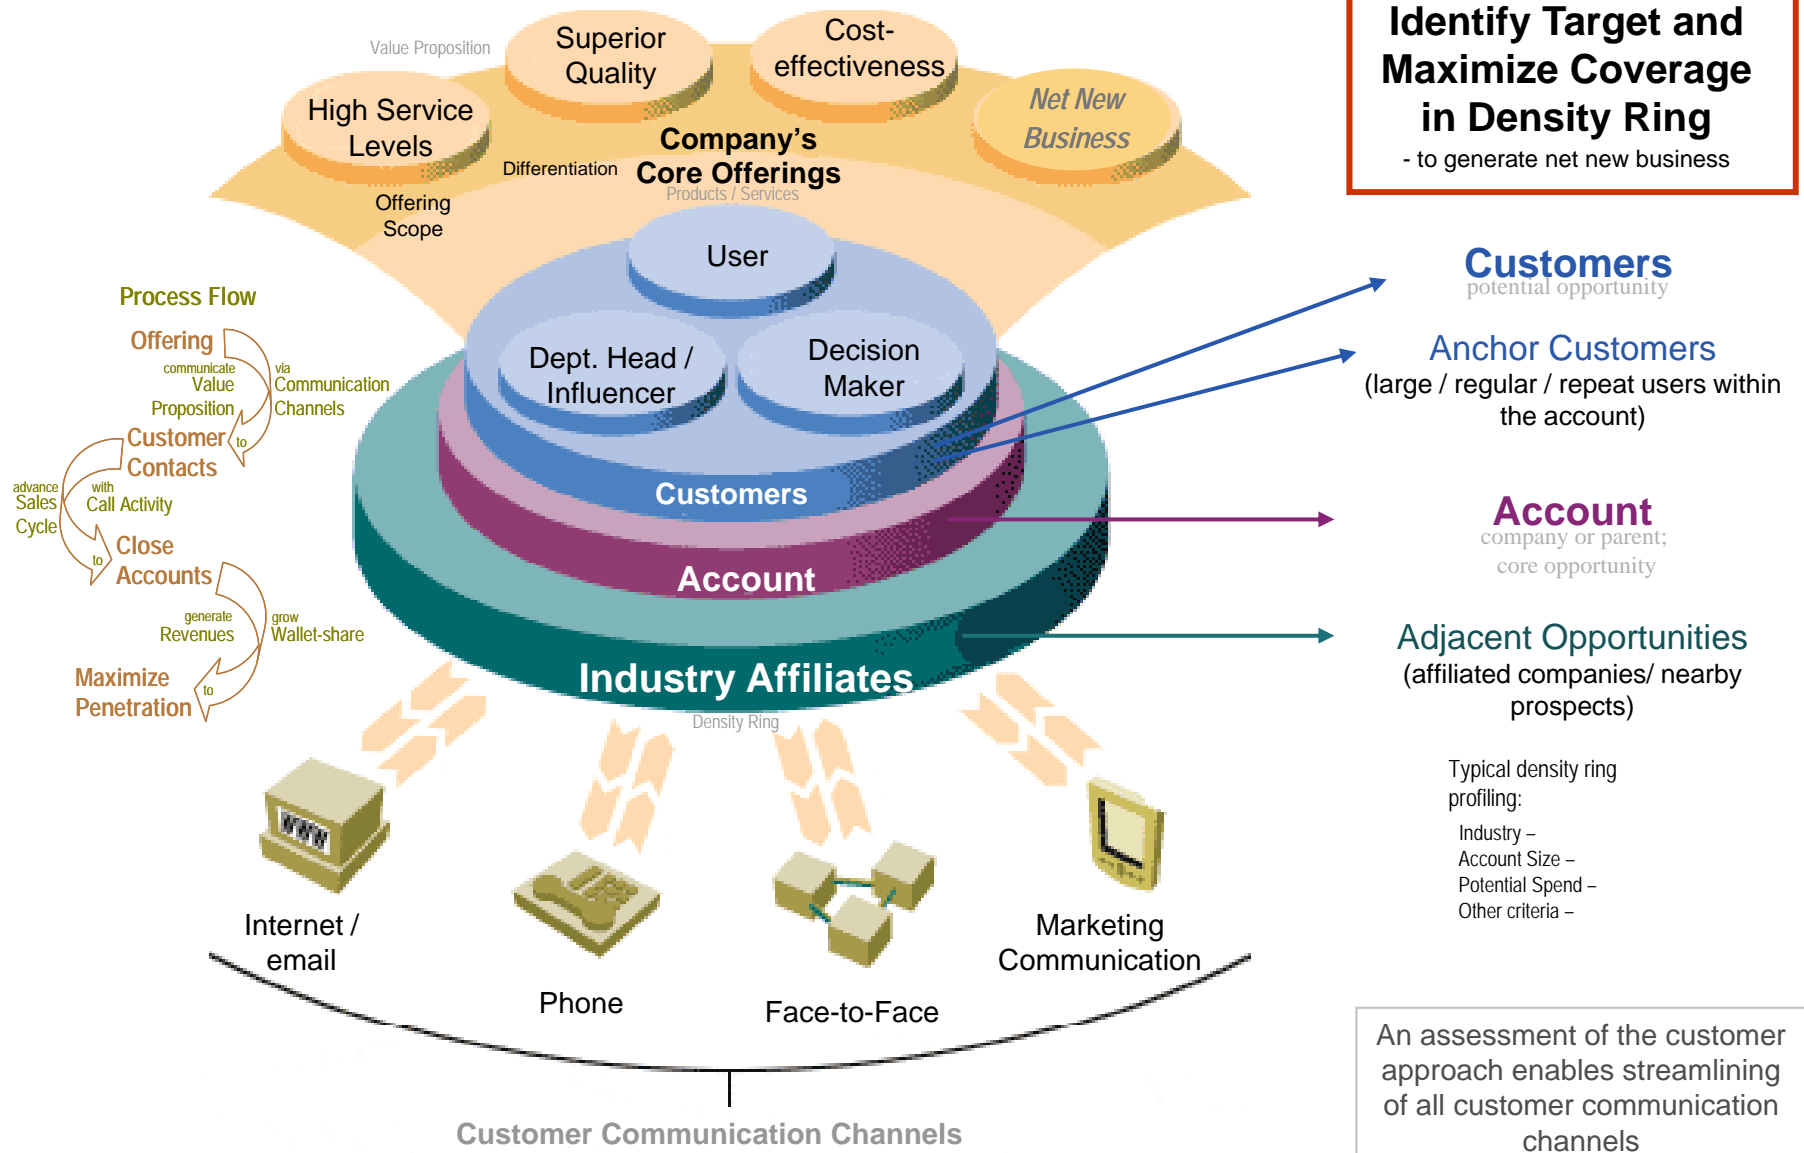 Value Proposition
Superior
Quality
Cost-
effectiveness
High Service
Levels
Net New
Business
Company's
Core Offerings
Differentiation
Products / Services
Offering
Scope
User
Dept. Head /
Influencer
Decision
Maker
Customers
Account
Industry Affiliates
Density Ring
Process Flow
Offering
communicate
Value
Proposition
via
Communication
Channels
to
Customer
Contacts
advance
Sales
Cycle
with
Call Activity
to
Close
Accounts
generate
Revenues
grow
Wallet-share
to
Maximize
Penetration
WWW
Internet /
email
Phone
Face-to-Face
Marketing
Communication
Customer Communication Channels
Identify Target and
Maximize Coverage
in Density Ring
- to generate net new business
Customers
potential opportunity
Anchor Customers
(large / regular / repeat users within
the account)
Account
company or parent;
core opportunity
Adjacent Opportunities
(affiliated companies/ nearby
prospects)
Typical density ring
profiling:
Industry –
Account Size –
Potential Spend –
Other criteria –
An assessment of the customer
approach enables streamlining
of all customer communication
channels